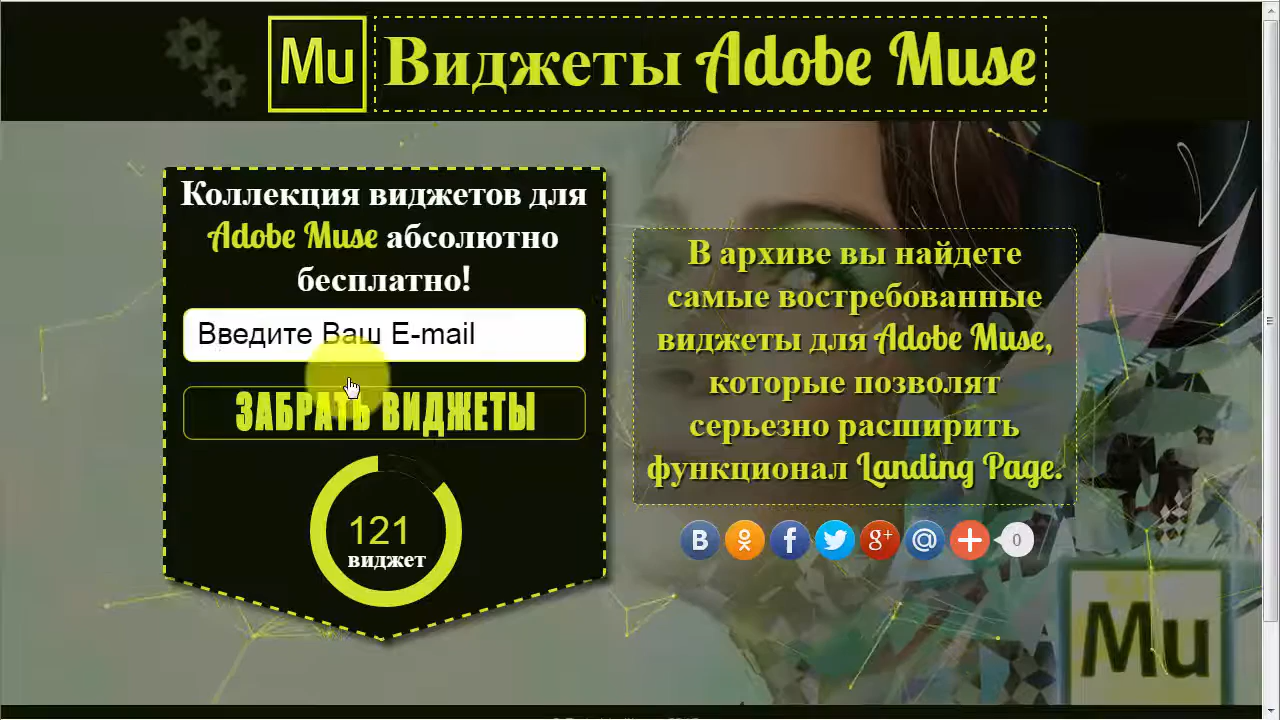 Mu Виджеты Adobe Muse
Коллекция виджетов для
Adobe Muse абсолютно
бесплатно!
Введите Ваш E-mail
ЗАБРАТЬ ВИДЖЕТЫ
121
виджет
В архиве вы найдете
самые востребованные
виджеты для Adobe Muse,
которые позволят
серьезно расширить
функционал Landing Page.
0
Mu